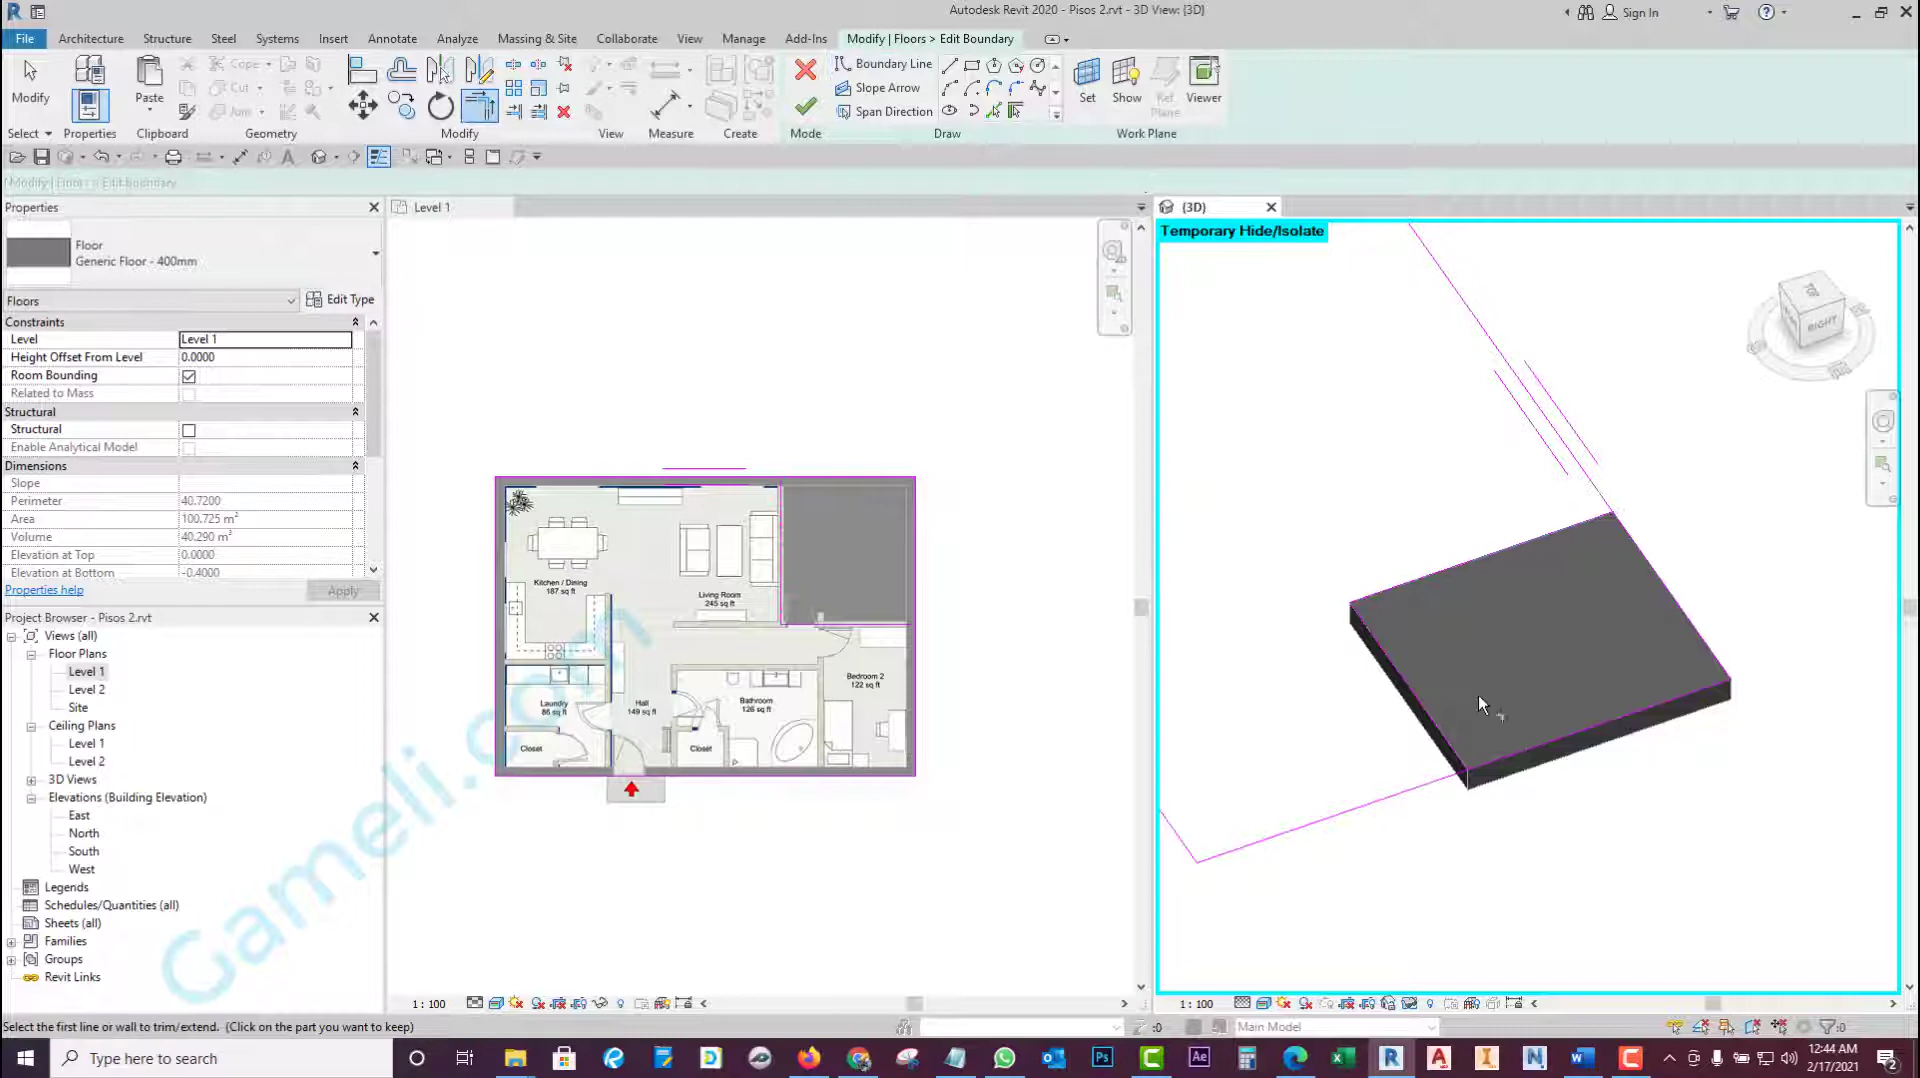 Autodesk Revit 2020 - Pisos 2.rvt - 3D View: {3D}
Sign In
File
Architecture
Structure
Steel
Systems
Insert
Annotate
Analyze
Massing & Site
Collaborate
View
Manage
Add-Ins
Modify | Floors > Edit Boundary
Modify
Paste
Cope
Cut
Join
Boundary Line
Slope Arrow
Span Direction
Set
Show
Ref Plane
Viewer
Select
Properties
Clipboard
Geometry
Modify
View
Measure
Create
Mode
Draw
Work Plane
Modify | Floors > Edit Boundary
Properties
Floor
Generic Floor - 400mm
Floors
Edit Type
Constraints
Level
Level 1
Height Offset From Level
0.0000
Room Bounding
Related to Mass
Structural
Structural
Enable Analytical Model
Dimensions
Slope
Perimeter
40.7200
Area
100.725 m²
Volume
40.290 m³
Elevation at Top
0.0000
Elevation at Bottom
-0.4000
Properties help
Apply
Project Browser - Pisos 2.rvt
Views (all)
Floor Plans
Level 1
Level 2
Site
Ceiling Plans
Level 1
Level 2
3D Views
Elevations (Building Elevation)
East
North
South
West
Legends
Schedules/Quantities (all)
Sheets (all)
Families
Groups
Revit Links
Level 1
Kitchen / Dining
187 sq ft
Living Room
245 sq ft
Laundry
86 sq ft
Hall
149 sq ft
Bathroom
126 sq ft
Bedroom 2
122 sq ft
Closet
Closet
Gameli.com
1 : 100
{3D}
Temporary Hide/Isolate
TOP
RIGHT
1 : 100
Select the first line or wall to trim/extend. (Click on the part you want to keep)
:0
Main Model
:0
Type here to search
12:44 AM
2/17/2021
2